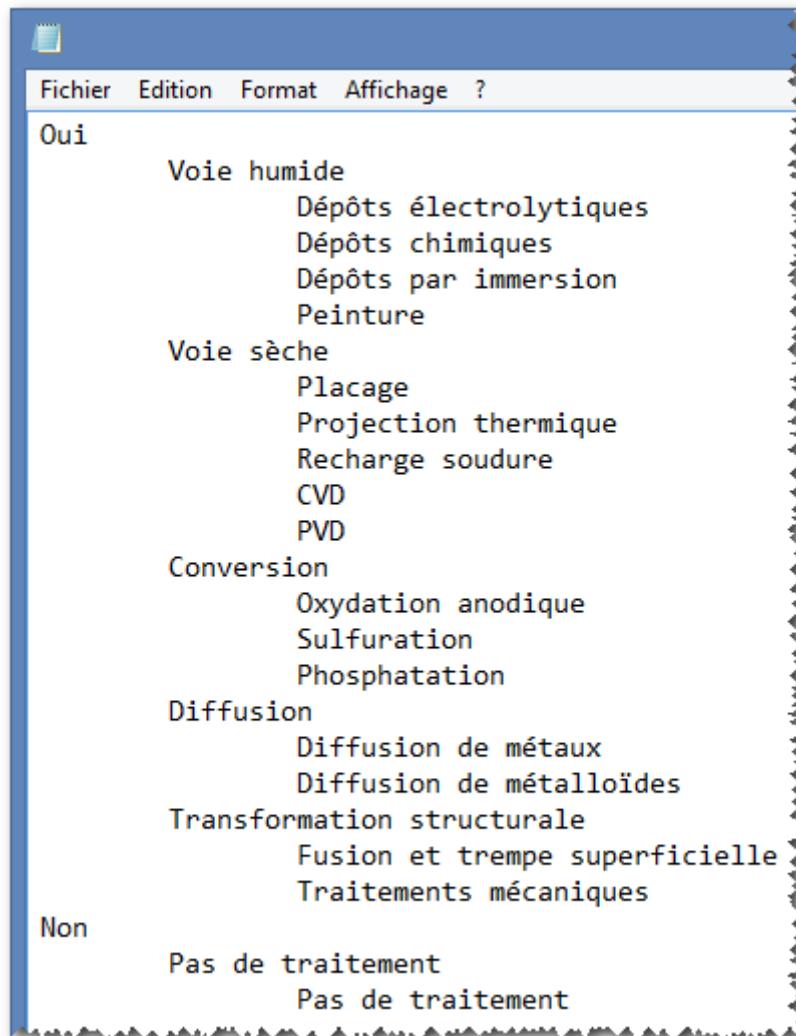 Fichier Edition Format Affichage ?
Oui
Voie humide
Dépôts électrolytiques
Dépôts chimiques
Dépôts par immersion
Peinture
Voie sèche
Placage
Projection thermique
Recharge soudure
CVD
PVD
Conversion
Oxydation anodique
Sulfuration
Phosphatation
Diffusion
Diffusion de métaux
Diffusion de métalloïdes
Transformation structurale
Fusion et trempe superficielle
Traitements mécaniques
Non
Pas de traitement
Pas de traitement